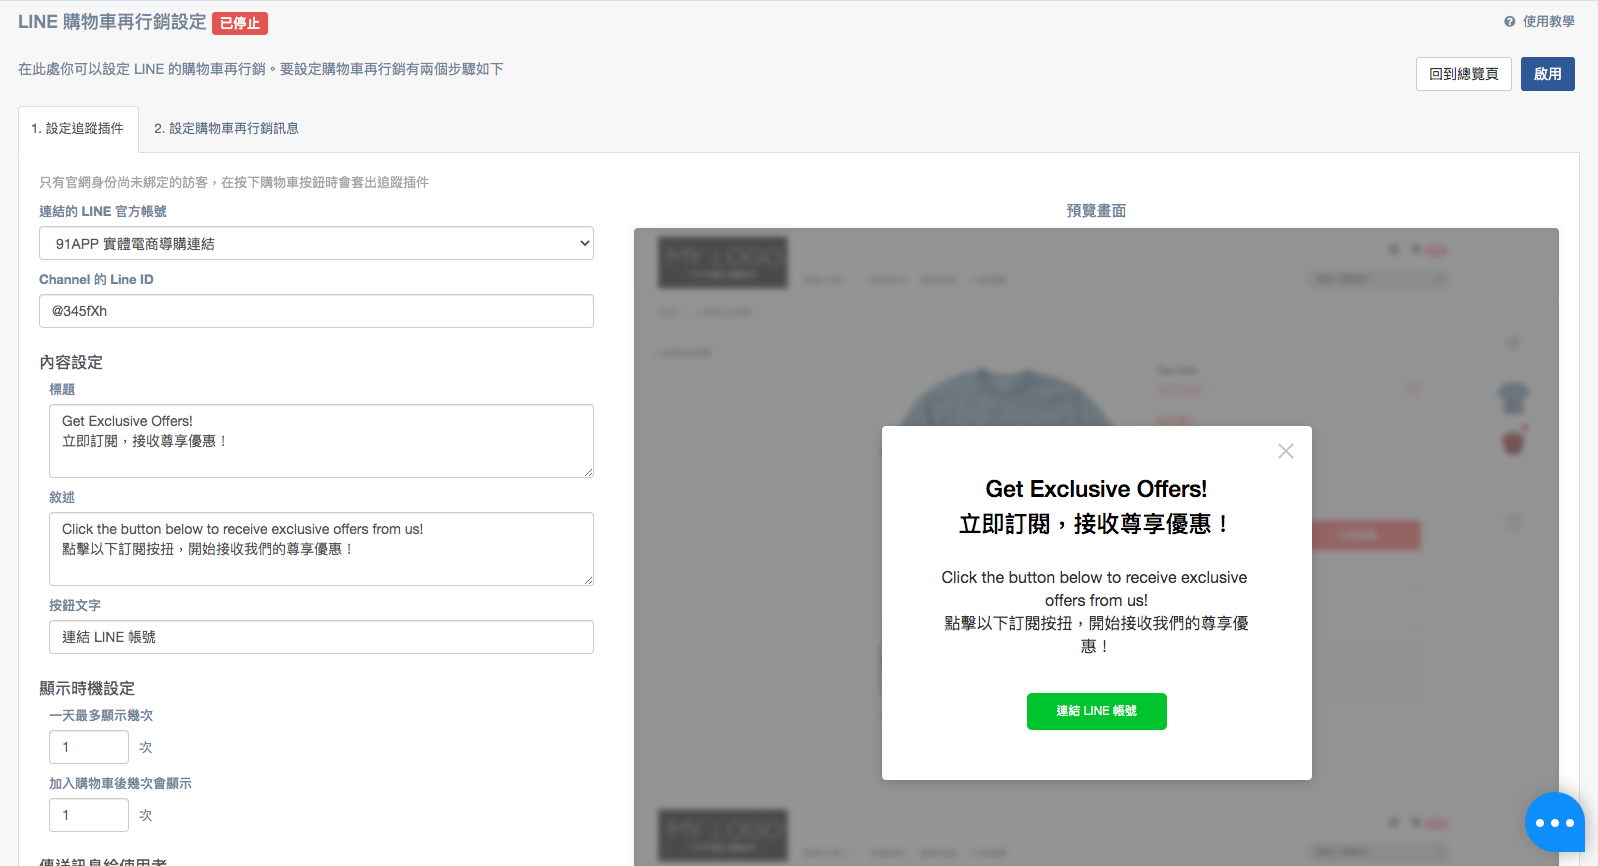 LINE 購物車再行銷設定 已停止
使用教學
在此處你可以設定 LINE 的購物車再行銷。要設定購物車再行銷有兩個步驟如下
回到總覽頁
啟用
1. 設定追蹤插件
2. 設定購物車再行銷訊息
只有官網身份尚未綁定的訪客，在按下購物車按鈕時會套出追蹤插件
連結的 LINE 官方帳號
91APP 實體電商導購連結
Channel 的 Line ID
@345fXh
內容設定
標題
Get Exclusive Offers!
立即訂閱，接收尊享優惠！
敘述
Click the button below to receive exclusive offers from us!
點擊以下訂閱按扭，開始接收我們的尊享優惠！
按鈕文字
連結 LINE 帳號
顯示時機設定
一天最多顯示幾次
1 次
加入購物車後幾次會顯示
1 次
傳送訊息給使用者
預覽畫面
MY LOGO
Get Exclusive Offers!
立即訂閱，接收尊享優惠！
Click the button below to receive exclusive
offers from us!
點擊以下訂閱按扭，開始接收我們的尊享優
惠！
連結 LINE 帳號
MY LOGO